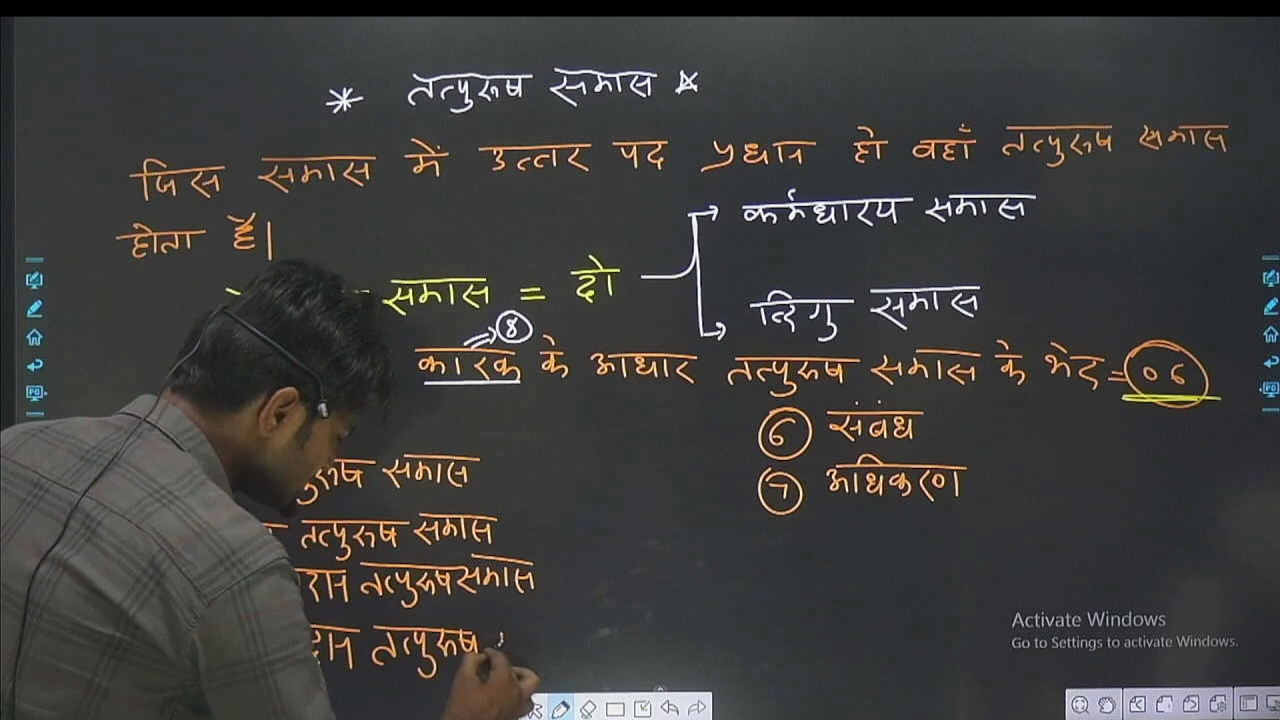 * तत्पुरूष समास *
जिस समास में उत्तर पद प्रधान हो वहाँ तत्पुरूष समास
होता है।
→ कर्मधारय समास
समास = दो
→ द्विगु समास
⇒ 8
कारक के आधार तत्पुरूष समास के भेद = 06
6 संबंध
7 अधिकरण
समास
तत्पुरूष समास
तत्पुरूष समास
तत्पुरूष
Activate Windows
Go to Settings to activate Windows.